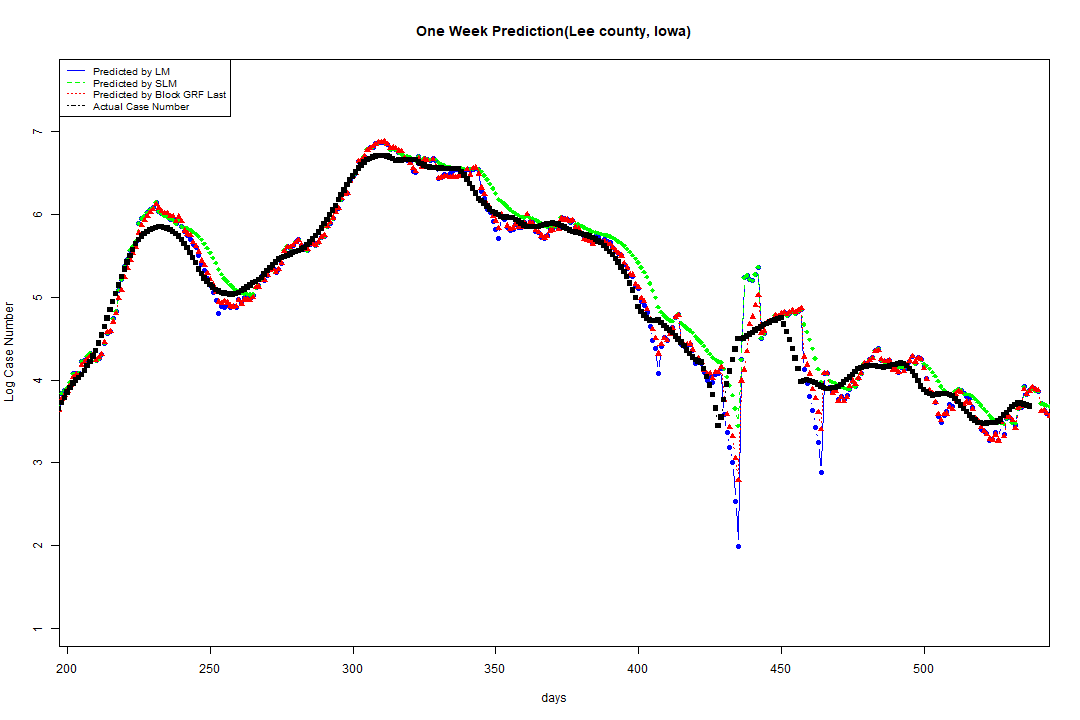 One Week Prediction(Lee county, Iowa)
Predicted by LM
Predicted by SLM
Predicted by Block GRF Last
Actual Case Number
7
6
5
4
3
2
1
Log Case Number
200 250 300 350 400 450 500
days